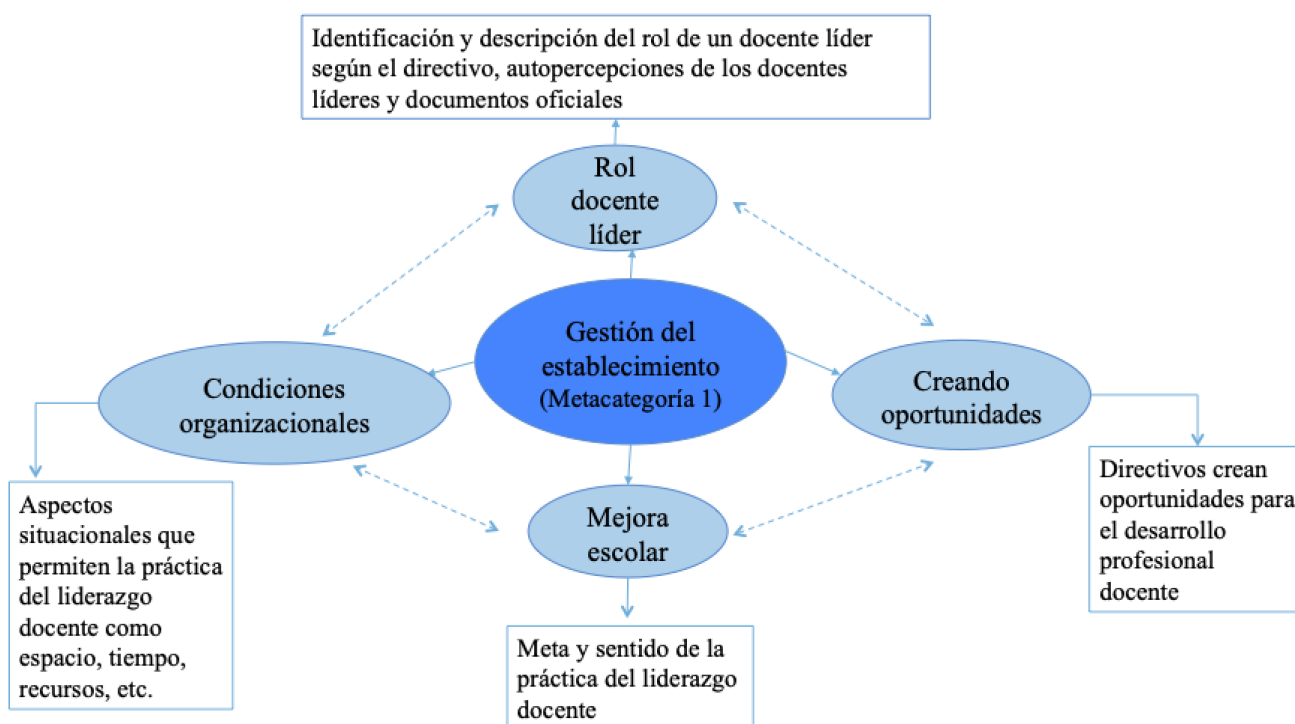 Identificación y descripción del rol de un docente líder
según el directivo, autopercepciones de los docentes
líderes y documentos oficiales
Rol
docente
líder
Gestión del
establecimiento
(Metacategoría 1)
Condiciones
organizacionales
Creando
oportunidades
Mejora
escolar
Aspectos
situacionales que
permiten la práctica
del liderazgo
docente como
espacio, tiempo,
recursos, etc.
Directivos crean
oportunidades para
el desarrollo
profesional
docente
Meta y sentido de la
práctica del liderazgo
docente